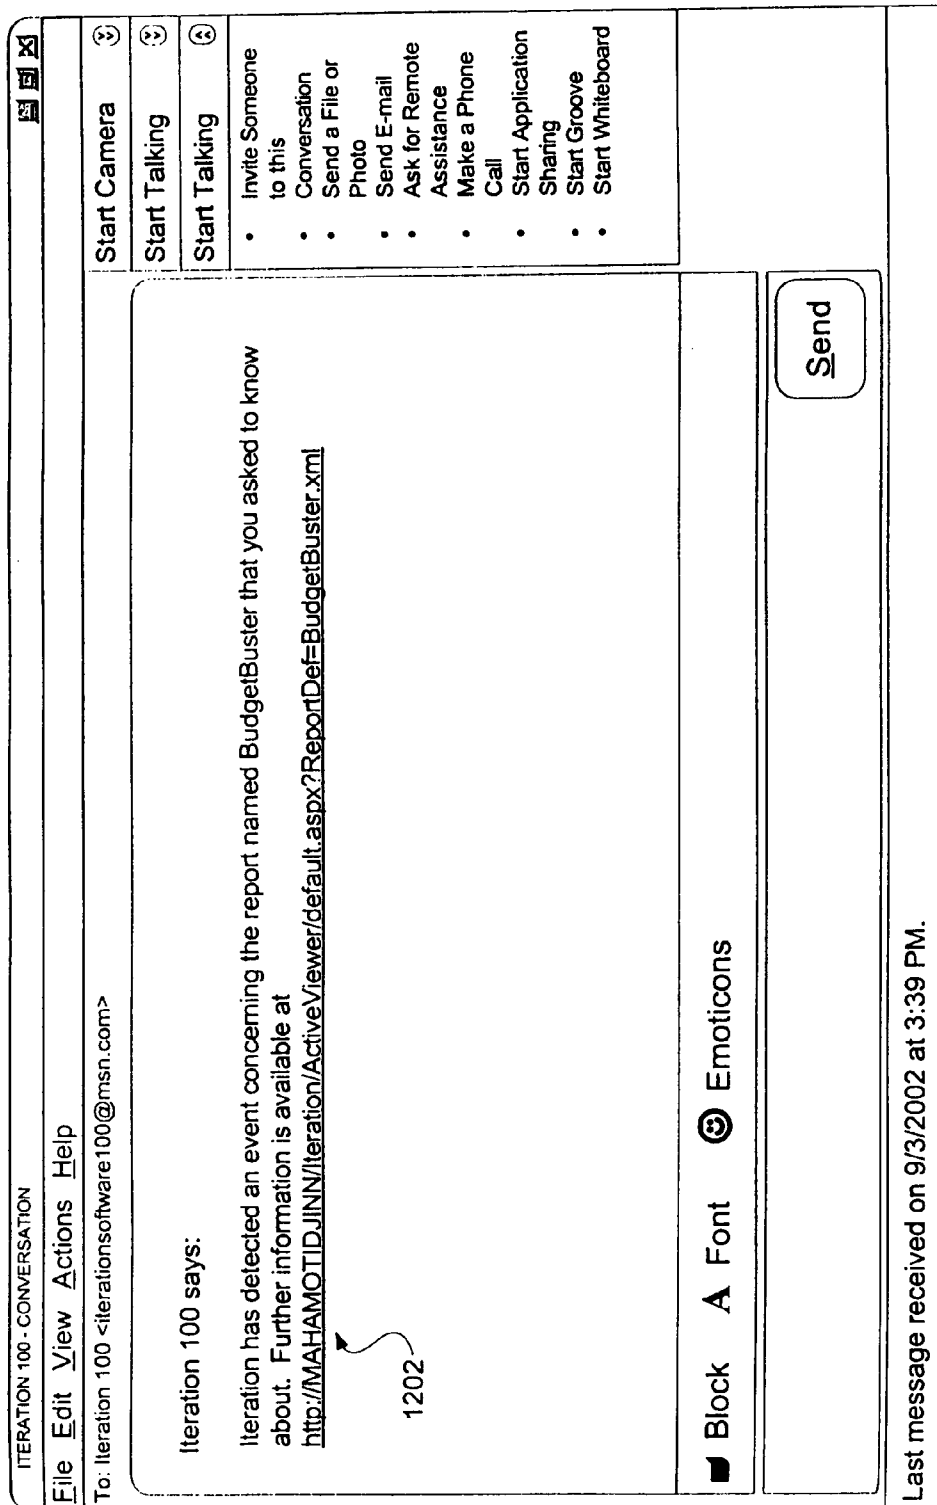 ITERATION 100 - CONVERSATION
File Edit View Actions Help
To: Iteration 100 <iterationsoftware100@msn.com>
Start Camera
Start Talking
Start Talking
Iteration 100 says:
Iteration has detected an event concerning the report named BudgetBuster that you asked to know
about. Further information is available at
http://MAHAMOTIDJINN/Iteration/ActiveViewer/default.aspx?ReportDef=BudgetBuster.xml
1202
• Invite Someone
to this
• Conversation
• Send a File or
Photo
• Send E-mail
• Ask for Remote
Assistance
• Make a Phone
Call
• Start Application
Sharing
• Start Groove
• Start Whiteboard
Block A Font Emoticons
Send
Last message received on 9/3/2002 at 3:39 PM.